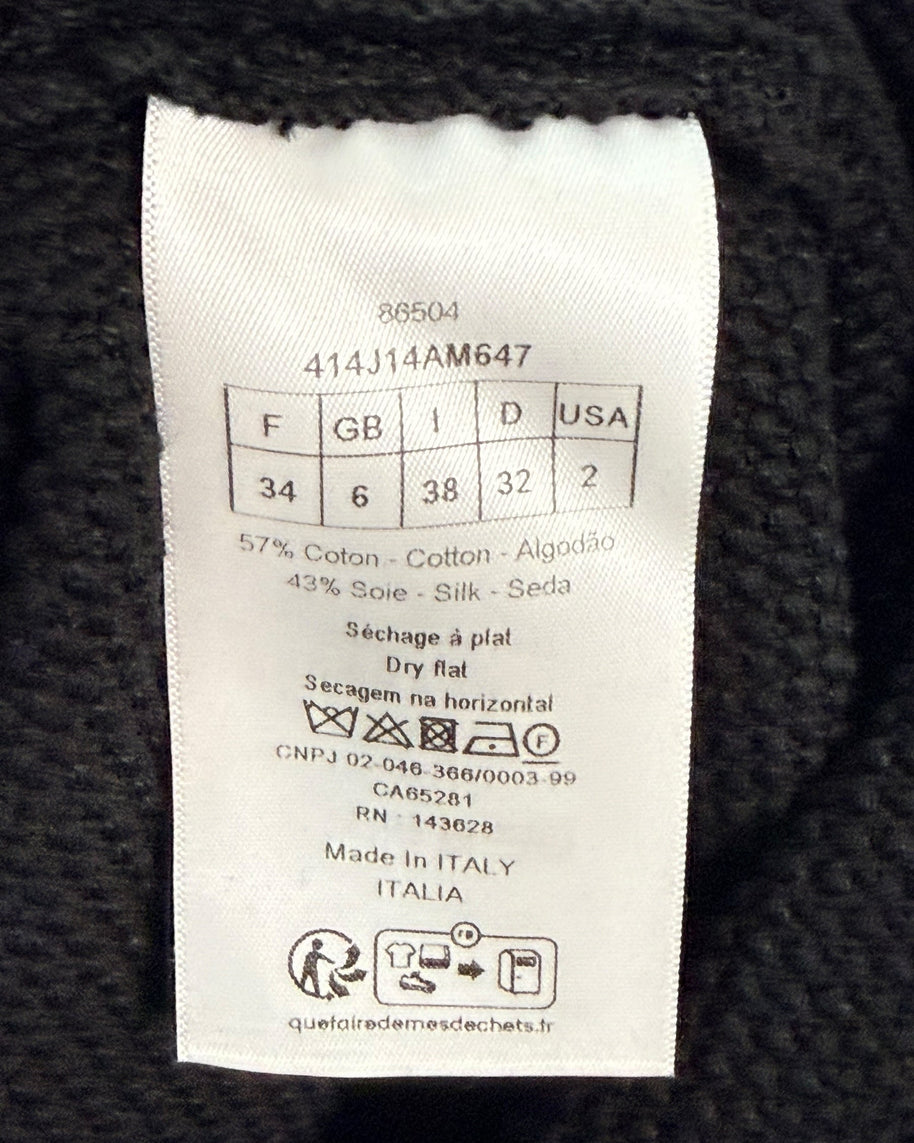 86504
414J14AM647
F GB I D USA
34 6 38 32 2
57% Coton - Cotton - Algodão
43% Soie - Silk - Seda
Séchage à plat
Dry flat
Secagem na horizontal
F
CNPJ 02-046-366/0003-99
CA65281
RN : 143628
Made In ITALY
ITALIA
FR
quefairedemesdechets.fr